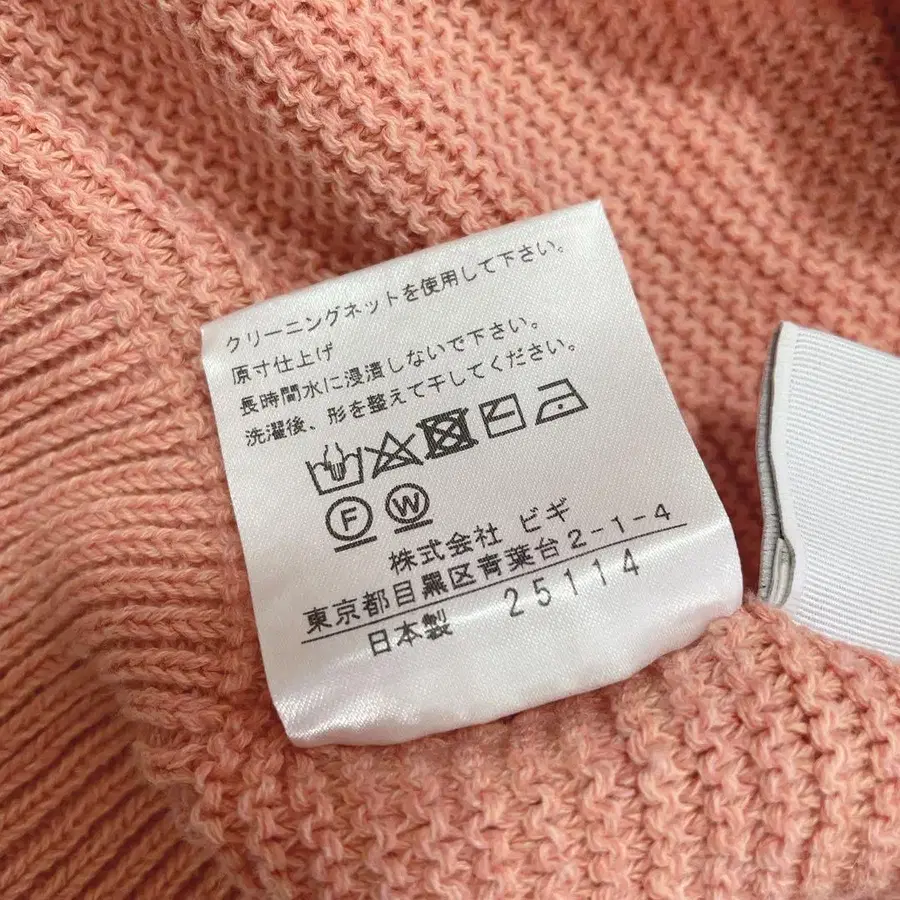 クリーニングネットを使用して下さい。
原寸仕上げ
長時間水に浸漬しないで下さい。
洗濯後、形を整えて干してください。
F W
株式会社 ビギ
東京都目黒区青葉台2-1-4
日本製 25114